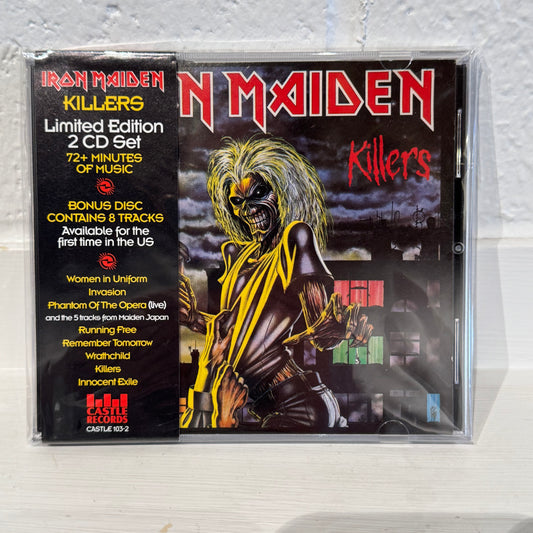 IRON MAIDEN
KILLERS
Limited Edition
2 CD Set
72+ MINUTES
OF MUSIC
BONUS DISC
CONTAINS 8 TRACKS
Available for the
first time in the US
Women in Uniform
Invasion
Phantom Of The Opera (live)
and the 5 tracks from Maiden Japan
Running Free
Remember Tomorrow
Wrathchild
Killers
Innocent Exile
CASTLE
RECORDS
CASTLE 103-2
N MAIDEN
Killers